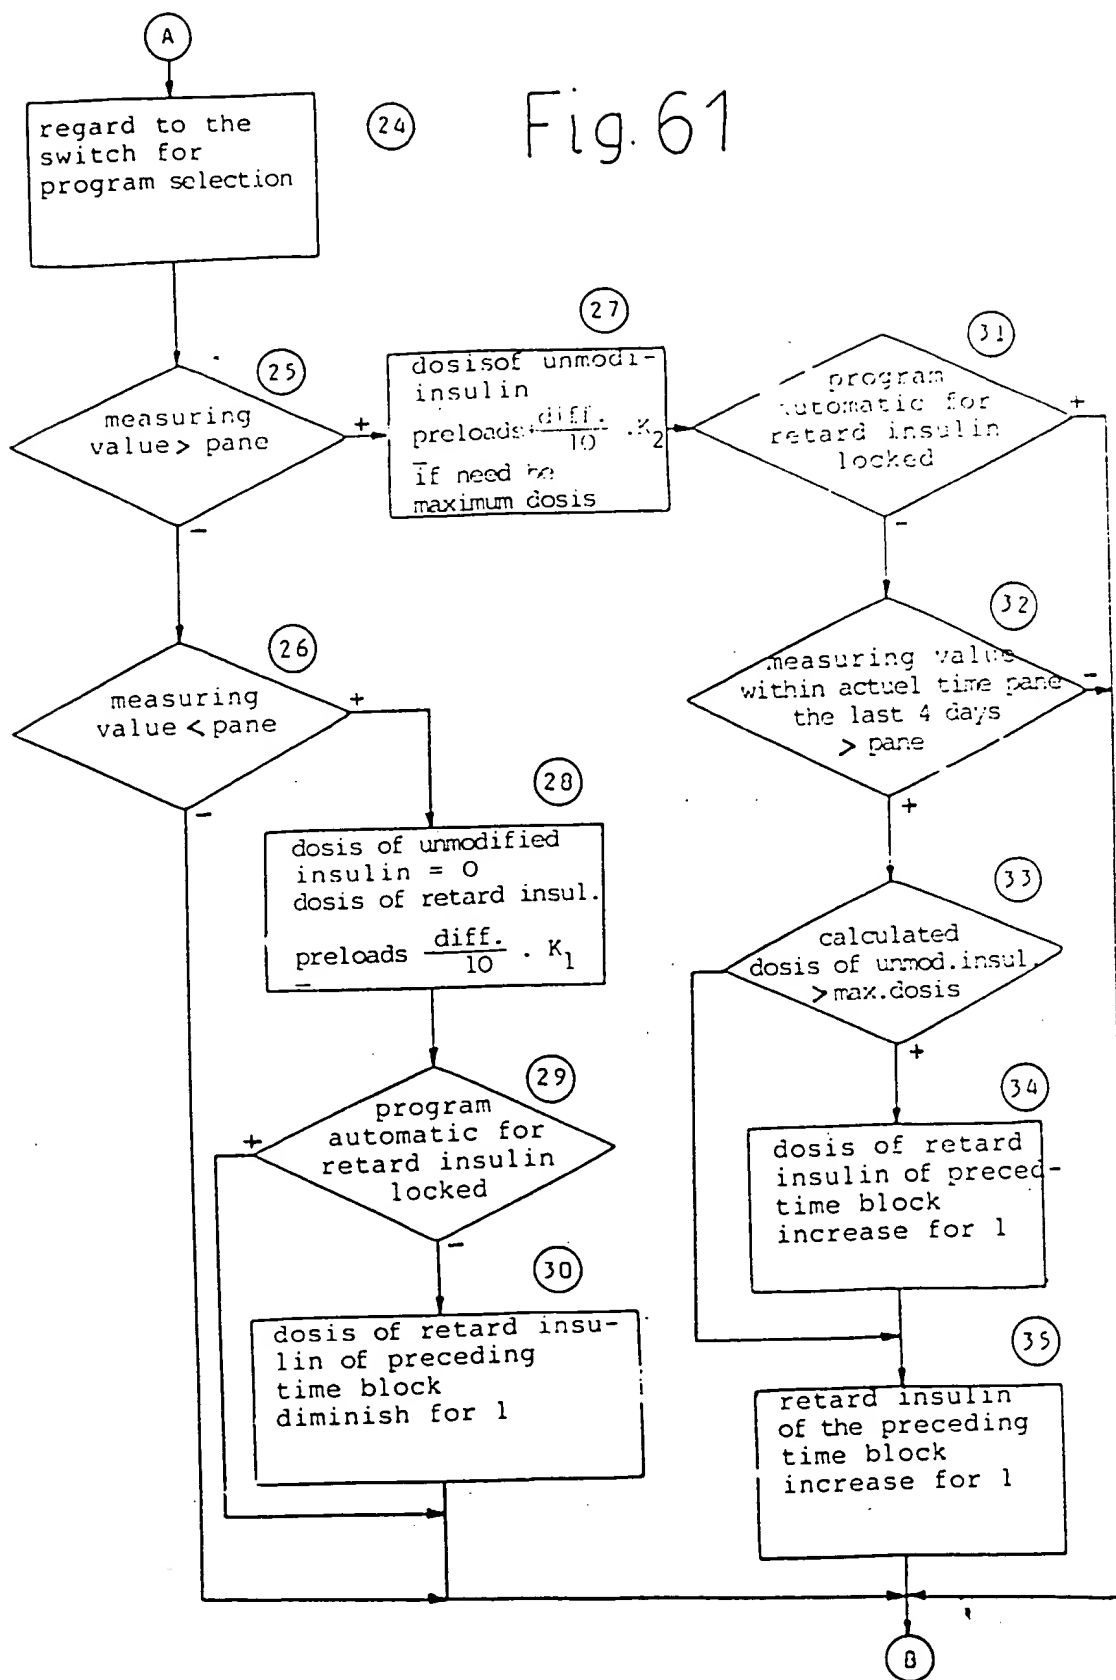 A
regard to the
switch for
program selection
24
Fig. 61
25
measuring
value > pane
+
−
27
dosisof unmodi-
insulin
preloads + diff./10 . K2
if need be
maximum dosis
31
program
automatic for
retard insulin
locked
+
−
26
measuring
value < pane
+
−
32
measuring value
within actuel time pane
the last 4 days
> pane
−
+
28
dosis of unmodified
insulin = 0
dosis of retard insul.
preloads diff./10 . K1
−
33
calculated
dosis of unmod.insul.
> max.dosis
+
29
program
automatic for
retard insulin
locked
+
−
34
dosis of retard
insulin of preced-
time block
increase for 1
30
dosis of retard insu-
lin of preceding
time block
diminish for 1
35
retard insulin
of the preceding
time block
increase for 1
B